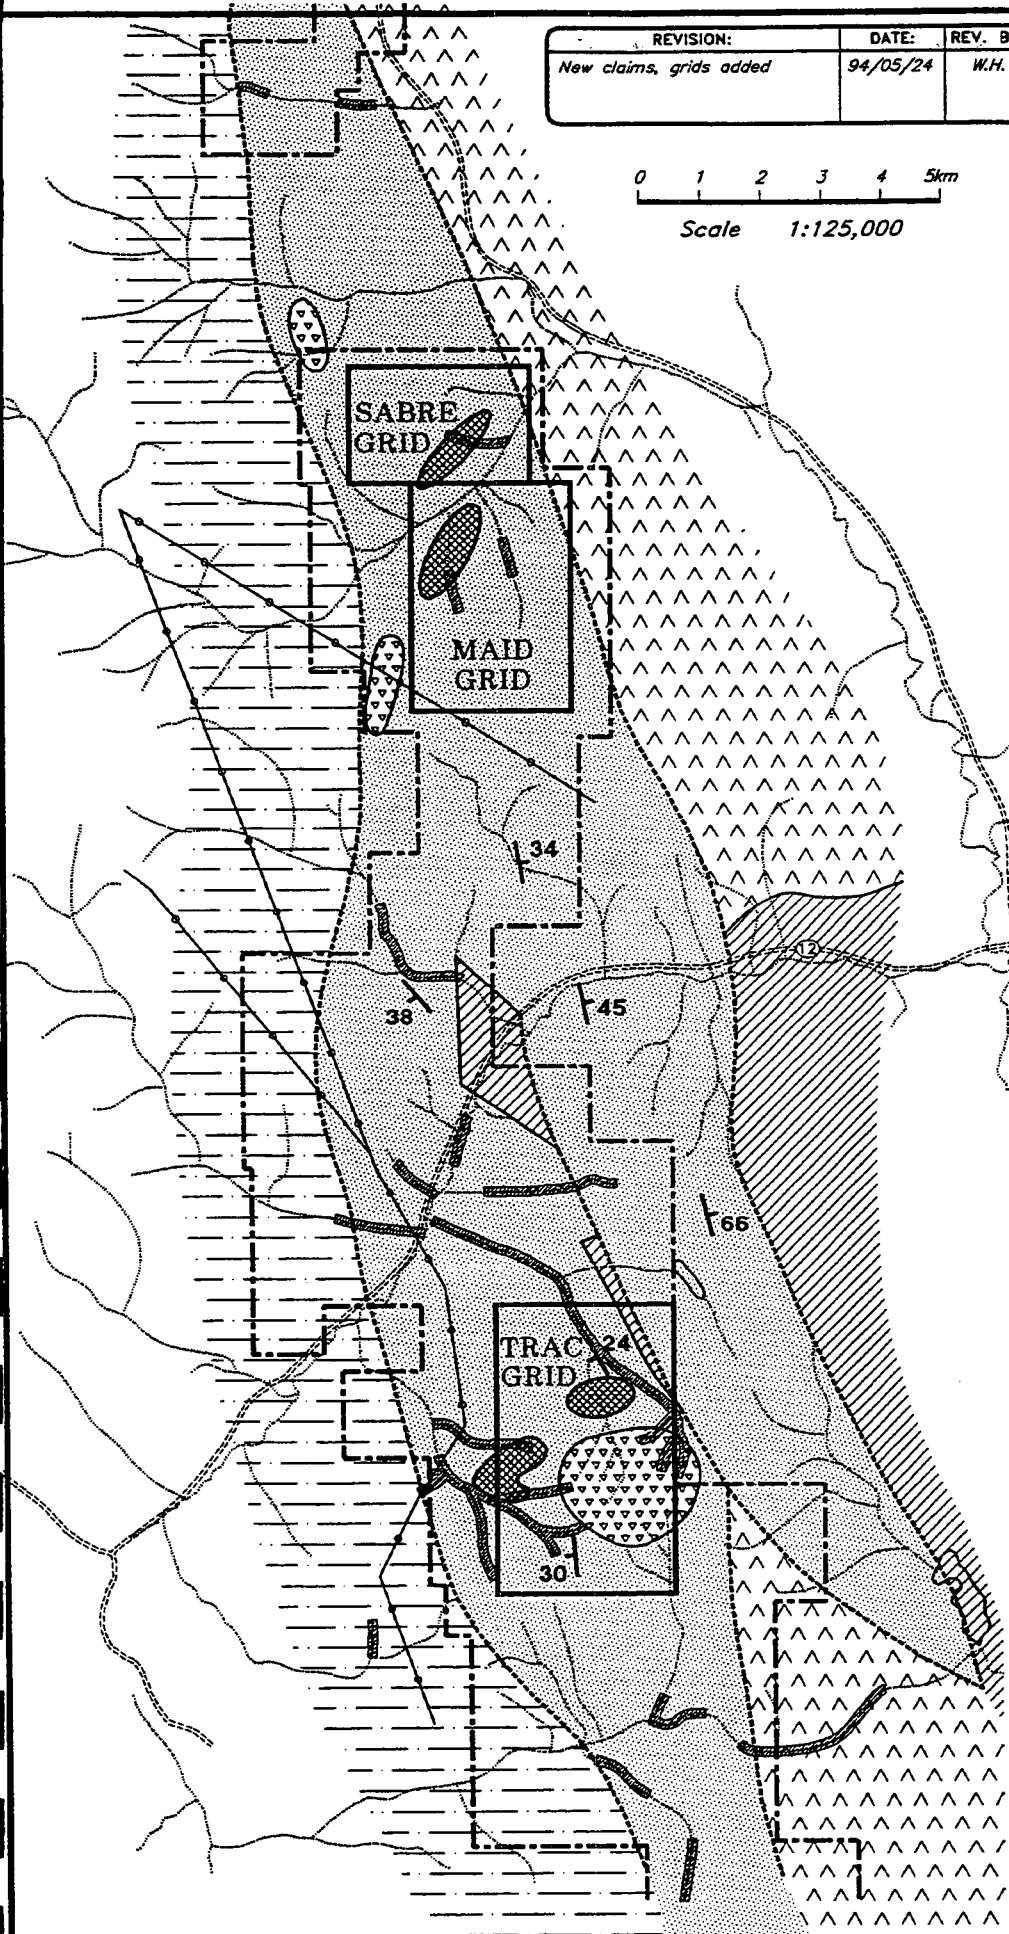 REVISION: DATE: REV. B
New claims, grids added 94/05/24 W.H.
0 1 2 3 4 5km
Scale 1:125,000
SABRE
GRID
MAID
GRID
34
12
38
45
66
TRAC
24
GRID
30